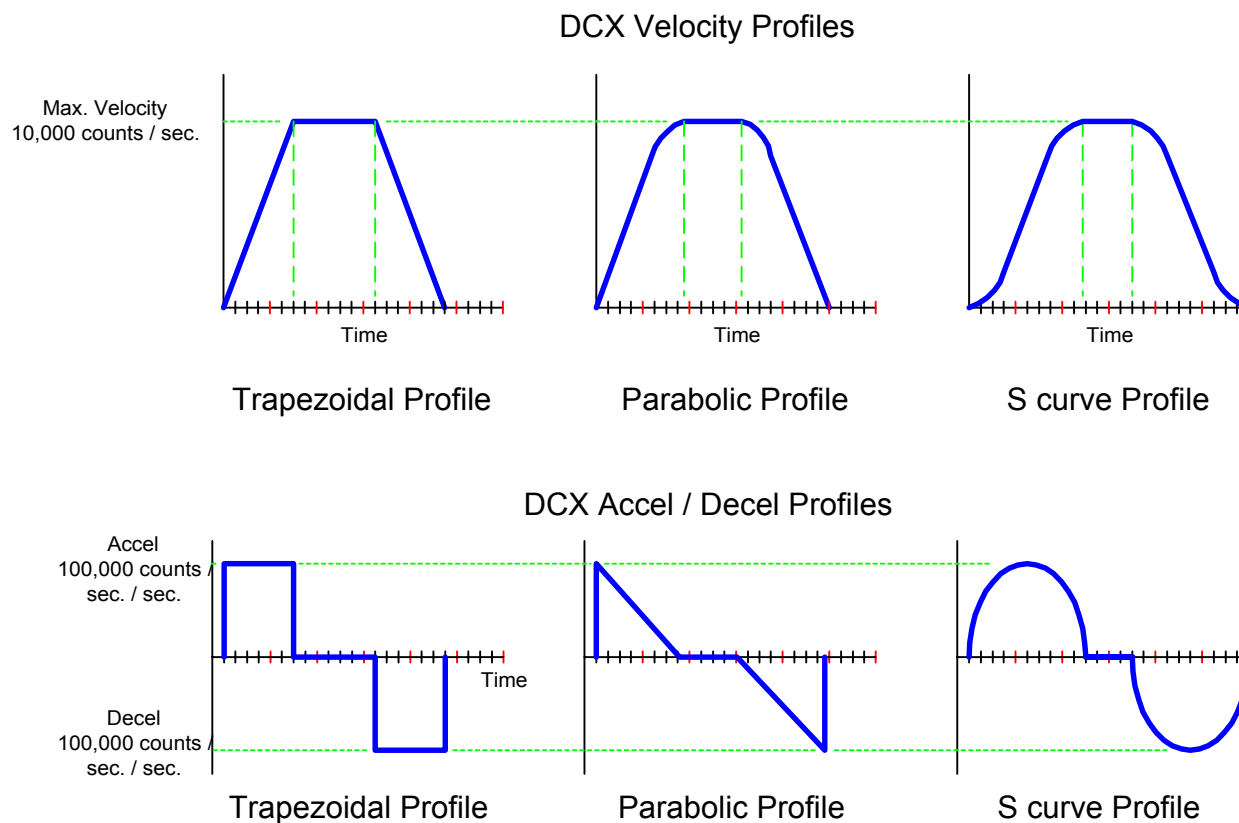 DCX Velocity Profiles
Max. Velocity
10,000 counts / sec.
Time
Time
Time
Trapezoidal Profile
Parabolic Profile
S curve Profile
DCX Accel / Decel Profiles
Accel
100,000 counts /
sec. / sec.
Time
Decel
100,000 counts /
sec. / sec.
Trapezoidal Profile
Parabolic Profile
S curve Profile